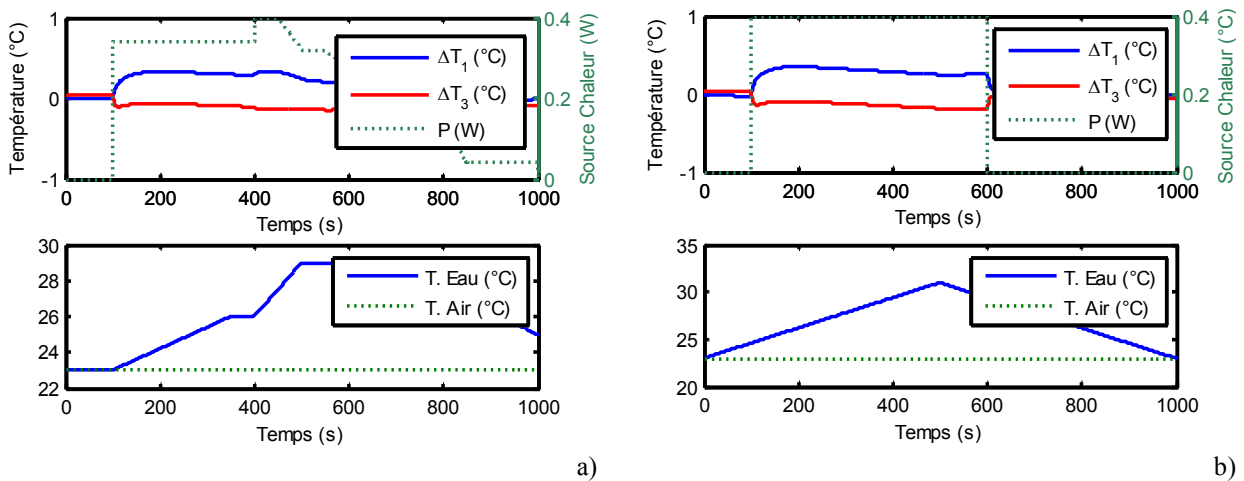 1
0
-1
Température (°C)
0.4
0.2
0
Source Chaleur (W)
ΔT1 (°C)
ΔT3 (°C)
P (W)
0 200 400 600 800 1000
Temps (s)
30
28
26
24
22
T. Eau (°C)
T. Air (°C)
0 200 400 600 800 1000
Temps (s)
a)
1
0
-1
Température (°C)
0.4
0.2
0
Source Chaleur (°C)
ΔT1 (°C)
ΔT3 (°C)
P (W)
0 200 400 600 800 1000
Temps (s)
35
30
25
20
T. Eau (°C)
T. Air (°C)
0 200 400 600 800 1000
Temps (s)
b)